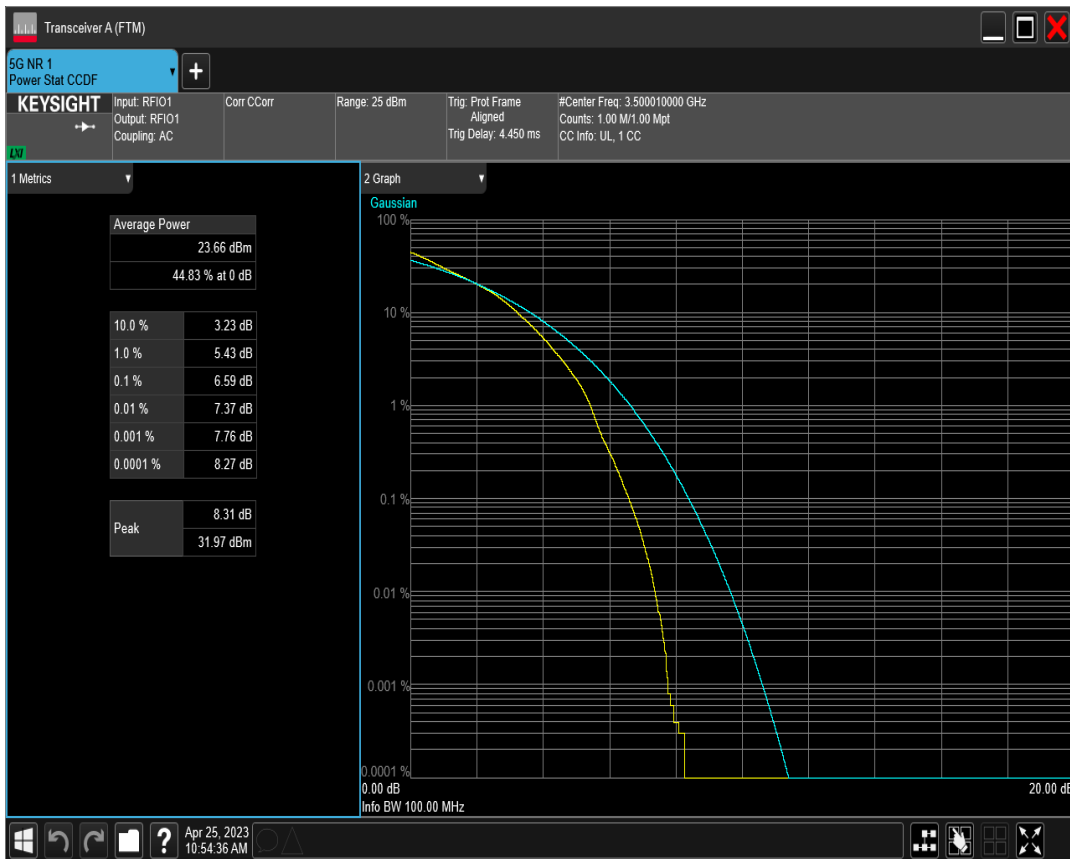 Transceiver A (FTM)
5G NR 1
Power Stat CCDF
+
KEYSIGHT
LXI
Input: RFIO1
Output: RFIO1
Coupling: AC
Corr CCorr
Range: 25 dBm
Trig: Prot Frame
Aligned
Trig Delay: 4.450 ms
#Center Freq: 3.500010000 GHz
Counts: 1.00 M/1.00 Mpt
CC Info: UL, 1 CC
1 Metrics
Average Power
23.66 dBm
44.83 % at 0 dB
10.0 % 3.23 dB
1.0 % 5.43 dB
0.1 % 6.59 dB
0.01 % 7.37 dB
0.001 % 7.76 dB
0.0001 % 8.27 dB
Peak
8.31 dB
31.97 dBm
2 Graph
Gaussian
100 %
10 %
1 %
0.1 %
0.01 %
0.001 %
0.0001 %
0.00 dB 20.00 dB
Info BW 100.00 MHz
?
Apr 25, 2023
10:54:36 AM